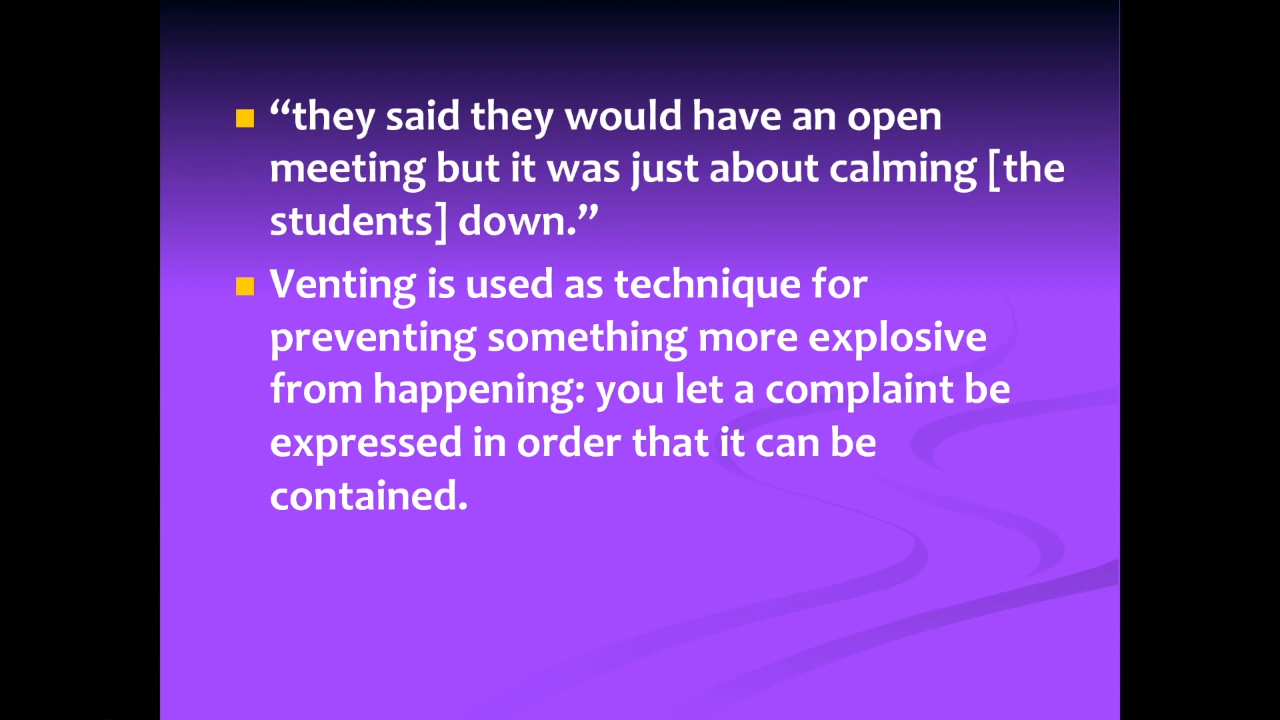 “they said they would have an open
meeting but it was just about calming [the
students] down.”
Venting is used as technique for
preventing something more explosive
from happening: you let a complaint be
expressed in order that it can be
contained.